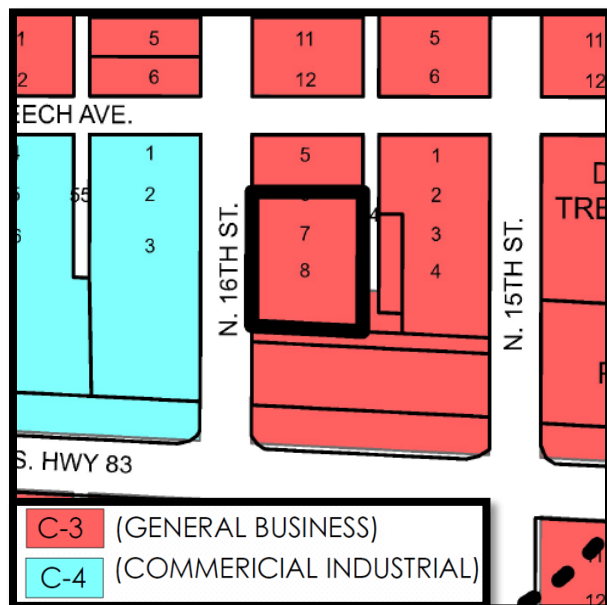 1 5 11 5 11
2 6 12 6 12
EECH AVE.
1 5 1
55 2 2
3 7 3
8 4
N. 16TH ST.
N. 15TH ST.
TRE
S. HWY 83
C-3 (GENERAL BUSINESS)
C-4 (COMMERICIAL INDUSTRIAL)
11
12